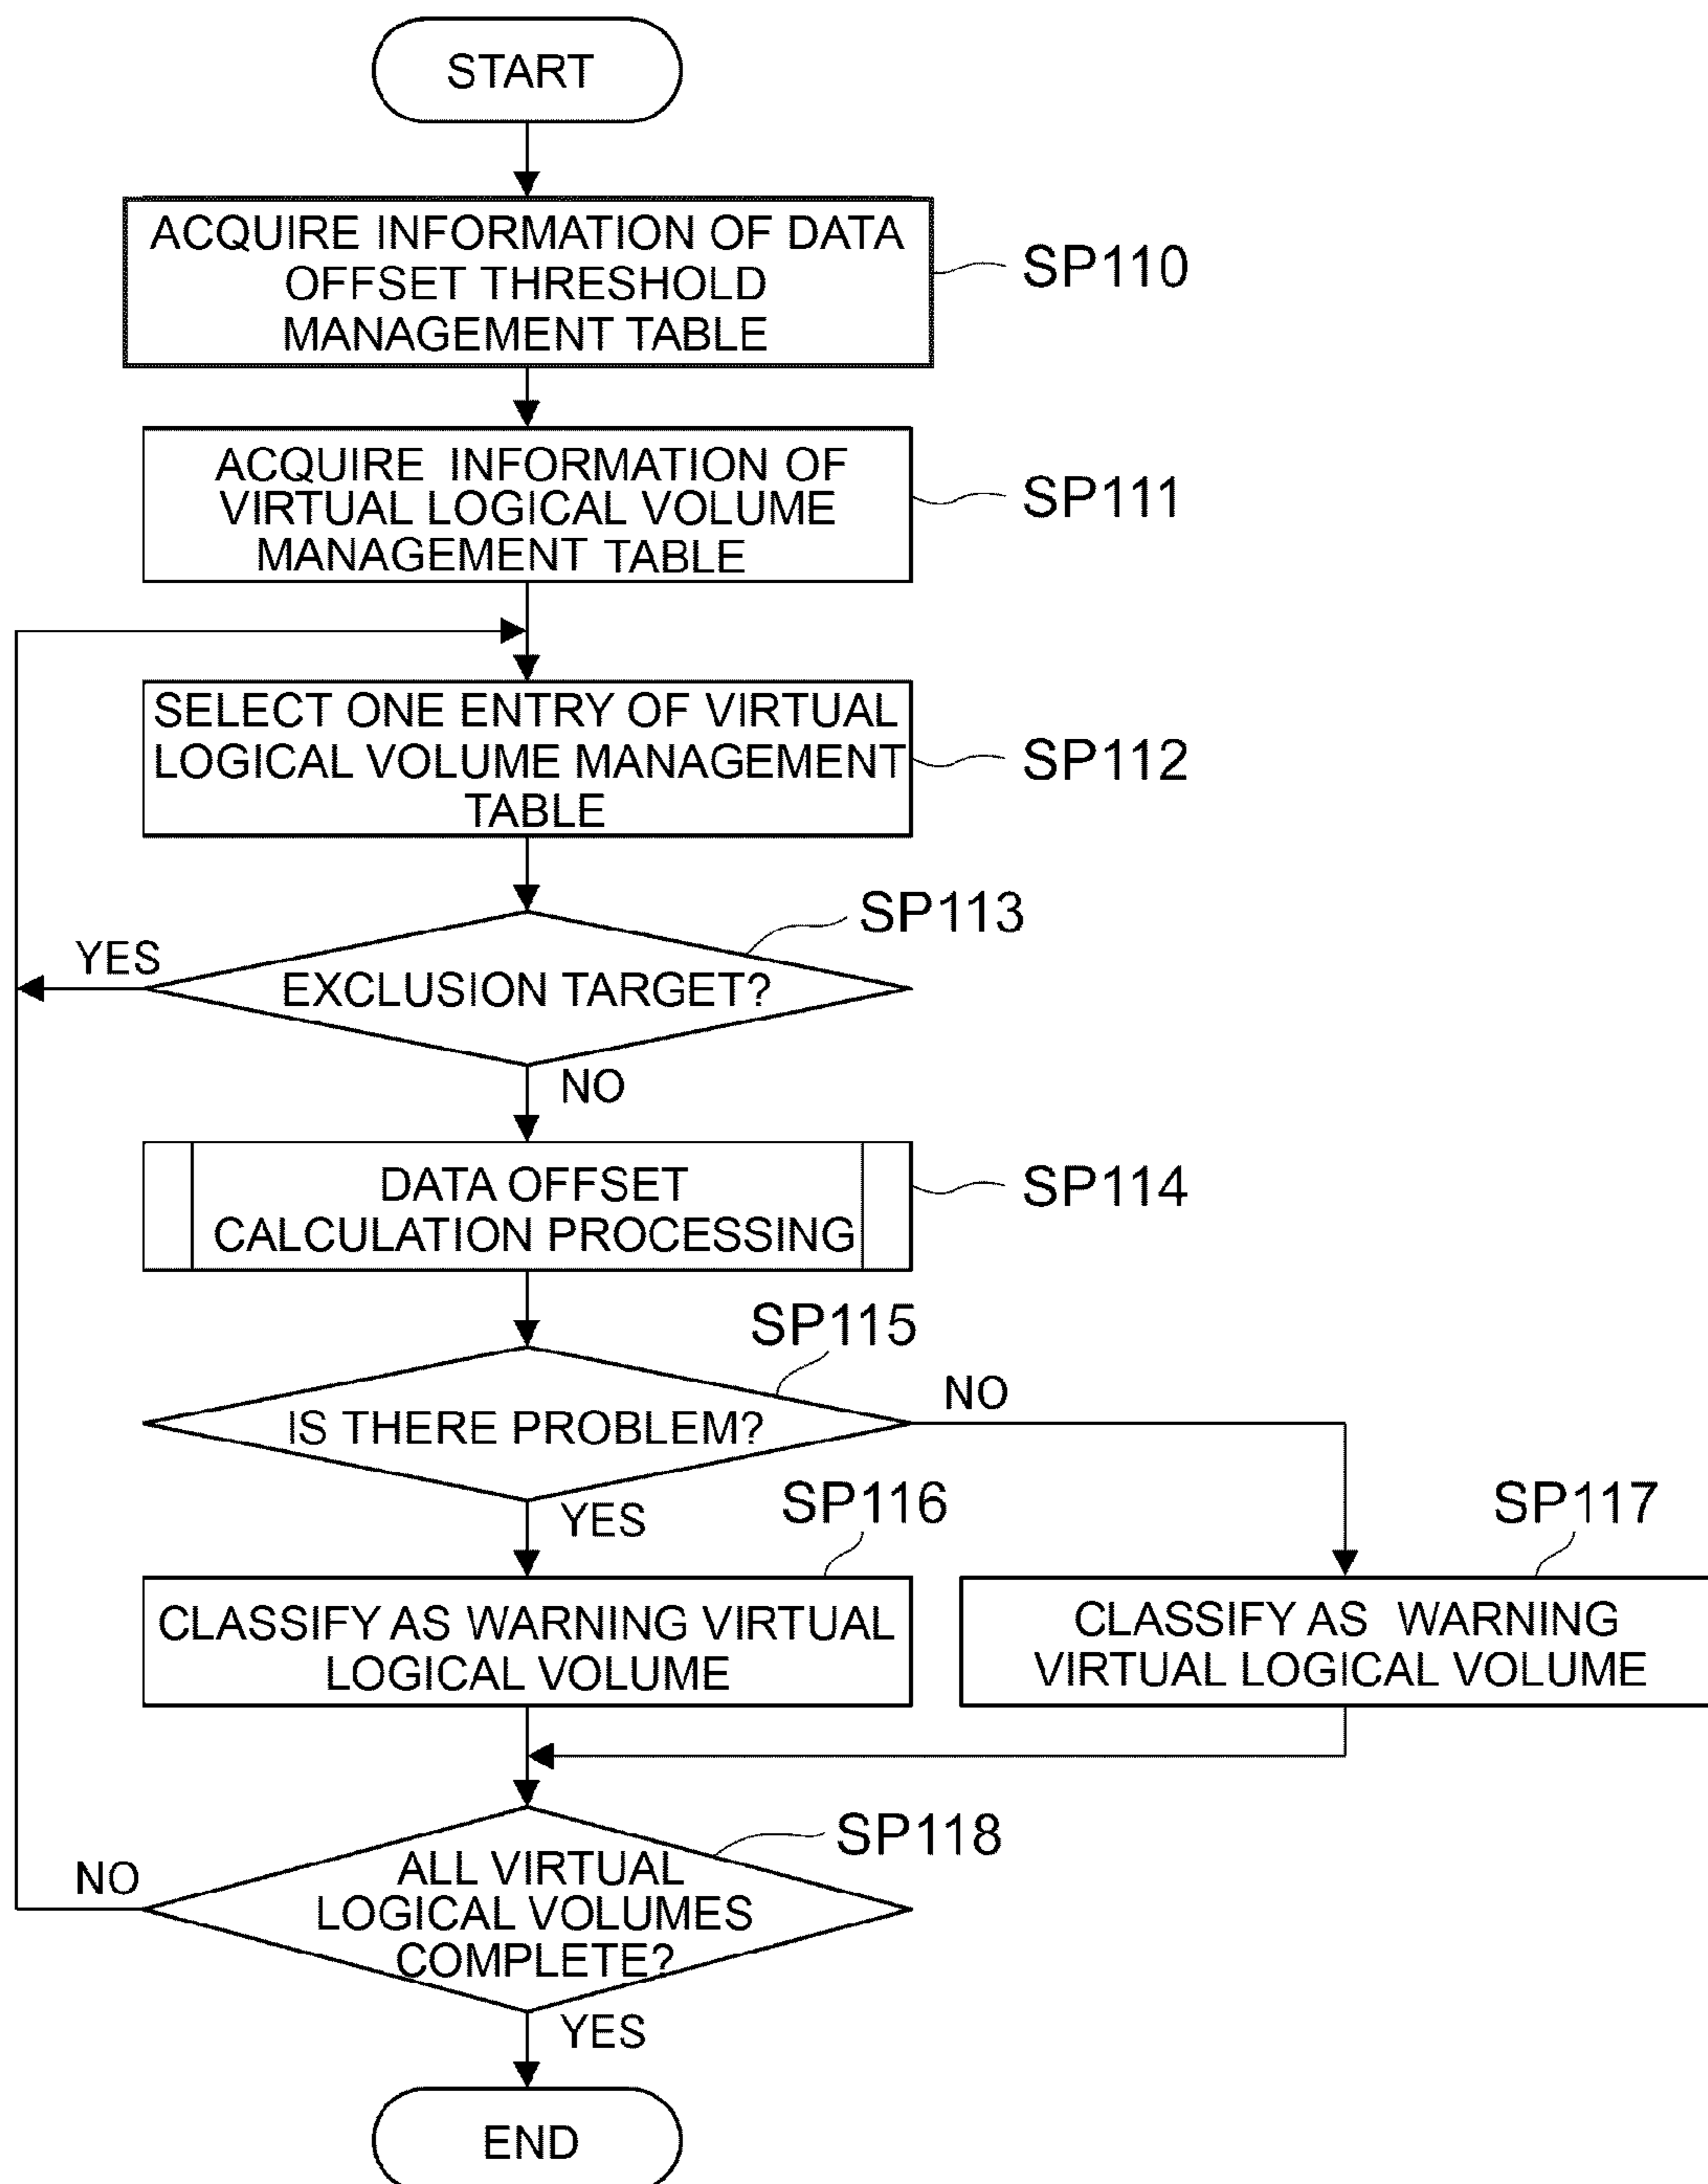 START
ACQUIRE INFORMATION OF DATA
OFFSET THRESHOLD
MANAGEMENT TABLE
SP110
ACQUIRE INFORMATION OF
VIRTUAL LOGICAL VOLUME
MANAGEMENT TABLE
SP111
SELECT ONE ENTRY OF VIRTUAL
LOGICAL VOLUME MANAGEMENT
TABLE
SP112
SP113
YES
EXCLUSION TARGET?
NO
DATA OFFSET
CALCULATION PROCESSING
SP114
SP115
NO
IS THERE PROBLEM?
YES
SP116
SP117
CLASSIFY AS WARNING VIRTUAL
LOGICAL VOLUME
CLASSIFY AS WARNING
VIRTUAL LOGICAL VOLUME
SP118
NO
ALL VIRTUAL
LOGICAL VOLUMES
COMPLETE?
YES
END